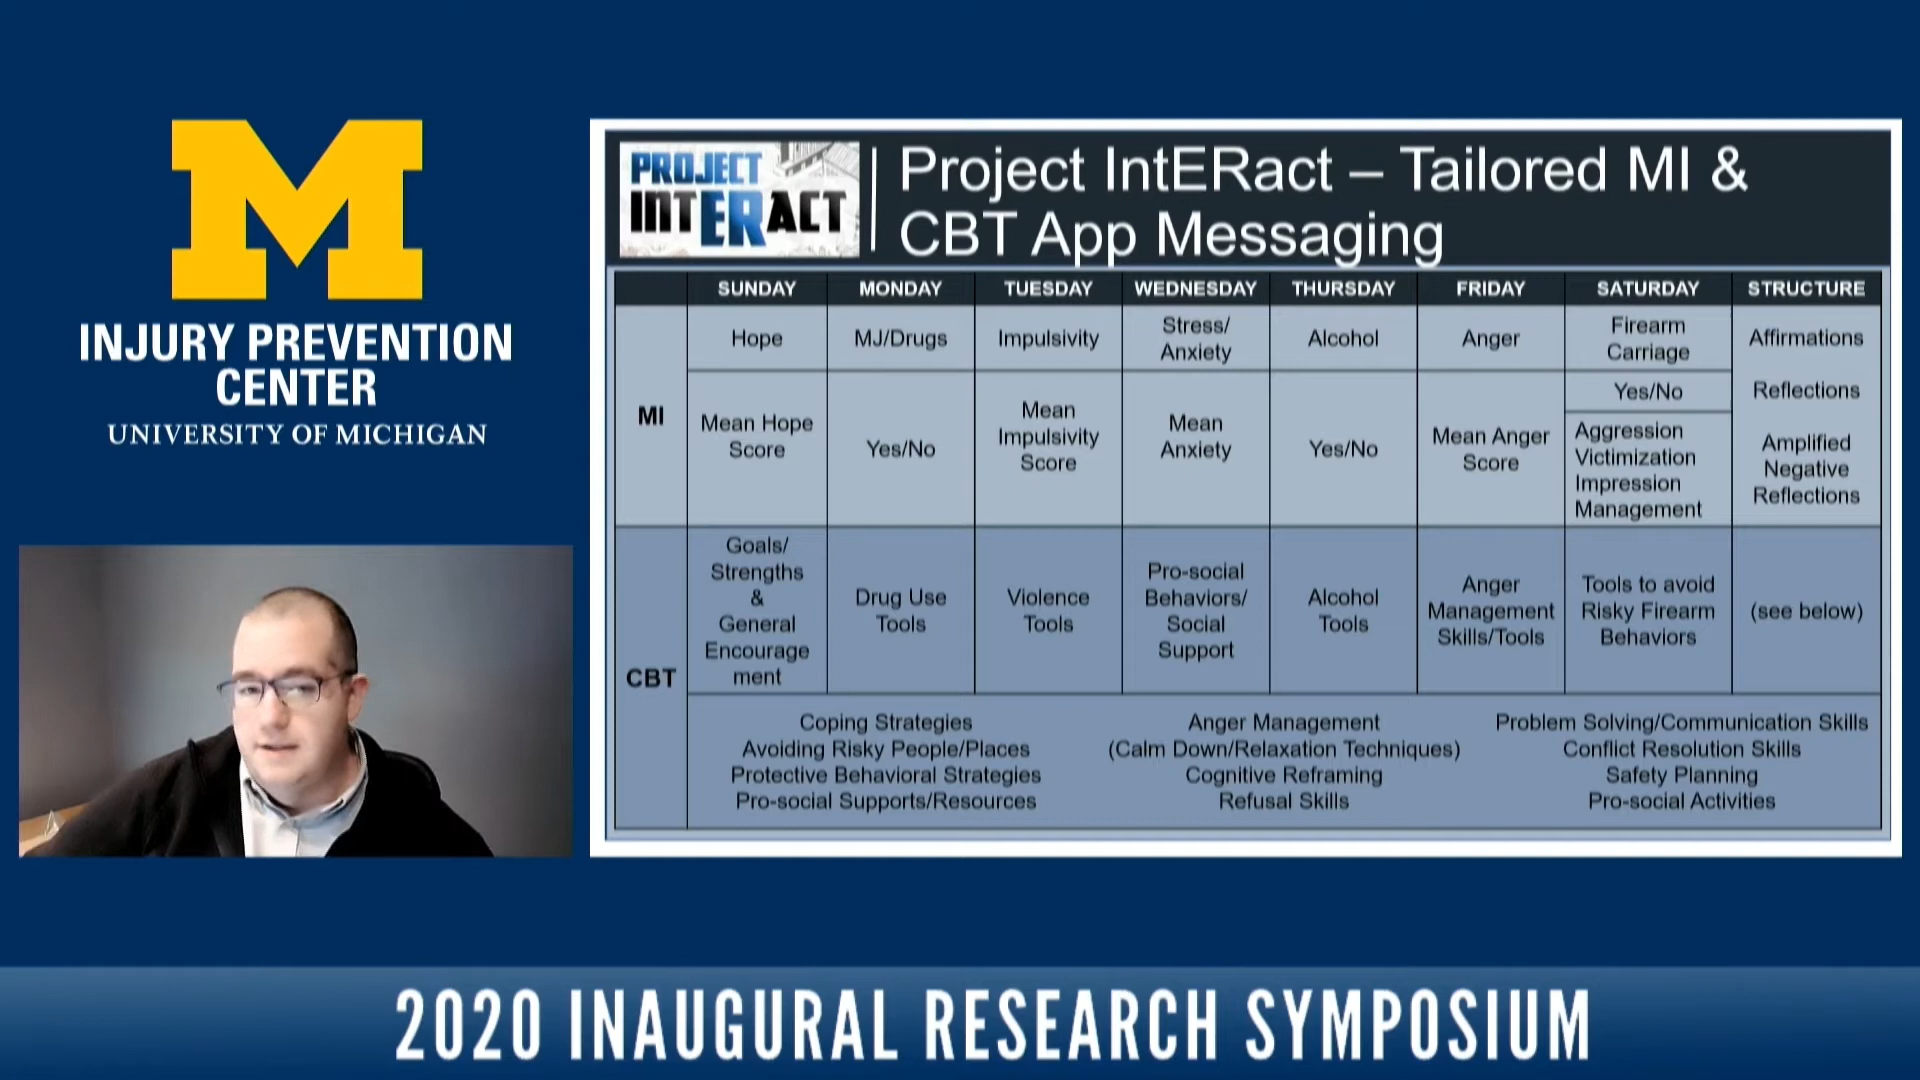 INJURY PREVENTION
CENTER
UNIVERSITY OF MICHIGAN
PROJECT
INTERACT
Project IntERact – Tailored MI &
CBT App Messaging
SUNDAY MONDAY TUESDAY WEDNESDAY THURSDAY FRIDAY SATURDAY STRUCTURE
MI
Hope
MJ/Drugs
Impulsivity
Stress/
Anxiety
Alcohol
Anger
Firearm
Carriage
Affirmations
Reflections
Amplified
Negative
Reflections
Mean Hope
Score
Yes/No
Mean
Impulsivity
Score
Mean
Anxiety
Yes/No
Mean Anger
Score
Yes/No
Aggression
Victimization
Impression
Management
CBT
Goals/
Strengths
&
General
Encourage
ment
Drug Use
Tools
Violence
Tools
Pro-social
Behaviors/
Social
Support
Alcohol
Tools
Anger
Management
Skills/Tools
Tools to avoid
Risky Firearm
Behaviors
(see below)
Coping Strategies
Avoiding Risky People/Places
Protective Behavioral Strategies
Pro-social Supports/Resources
Anger Management
(Calm Down/Relaxation Techniques)
Cognitive Reframing
Refusal Skills
Problem Solving/Communication Skills
Conflict Resolution Skills
Safety Planning
Pro-social Activities
2020 INAUGURAL RESEARCH SYMPOSIUM